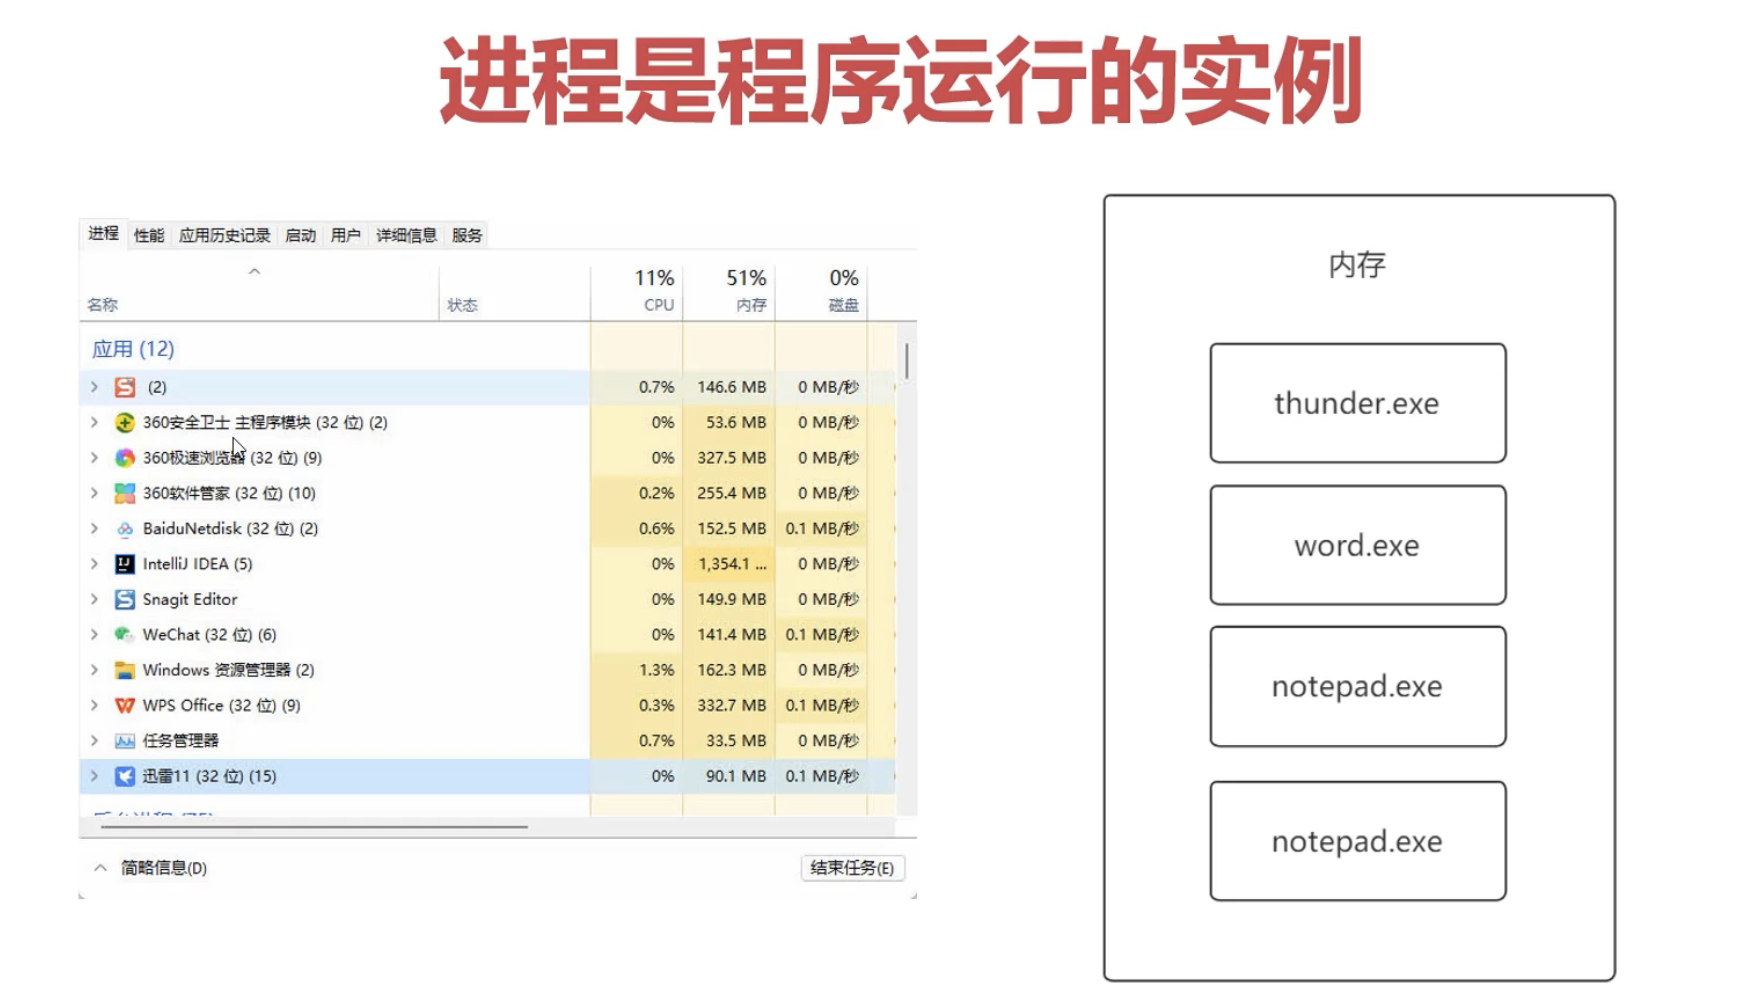 进程是程序运行的实例
进程 性能 应用历史记录 启动 用户 详细信息 服务
11% 51% 0%
名称 状态 CPU 内存 磁盘
应用 (12)
(2) 0.7% 146.6 MB 0 MB/秒
360安全卫士 主程序模块 (32 位) (2) 0% 53.6 MB 0 MB/秒
360极速浏览器 (32 位) (9) 0% 327.5 MB 0 MB/秒
360软件管家 (32 位) (10) 0.2% 255.4 MB 0 MB/秒
BaiduNetdisk (32 位) (2) 0.6% 152.5 MB 0.1 MB/秒
IntelliJ IDEA (5) 0% 1,354.1 ... 0 MB/秒
Snagit Editor 0% 149.9 MB 0 MB/秒
WeChat (32 位) (6) 0% 141.4 MB 0.1 MB/秒
Windows 资源管理器 (2) 1.3% 162.3 MB 0 MB/秒
WPS Office (32 位) (9) 0.3% 332.7 MB 0.1 MB/秒
任务管理器 0.7% 33.5 MB 0 MB/秒
迅雷11 (32 位) (15) 0% 90.1 MB 0.1 MB/秒
简略信息(D) 结束任务(E)
内存
thunder.exe
word.exe
notepad.exe
notepad.exe